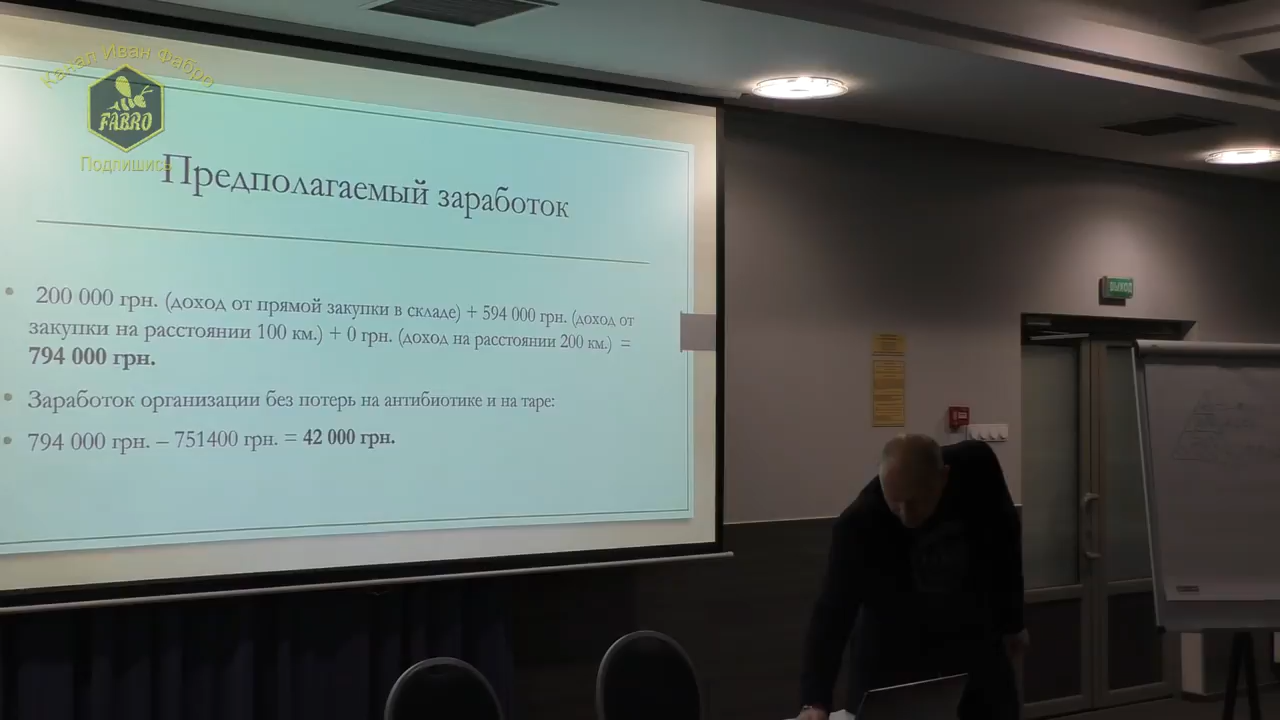 Канал Иван Фабро
FABRO
Подпишись
Предполагаемый заработок
200 000 грн. (доход от прямой закупки в складе) + 594 000 грн. (доход от
закупки на расстоянии 100 км.) + 0 грн. (доход на расстоянии 200 км.) =
794 000 грн.
Заработок организации без потерь на антибиотике и на таре:
794 000 грн. – 751400 грн. = 42 000 грн.
ВЫХОД